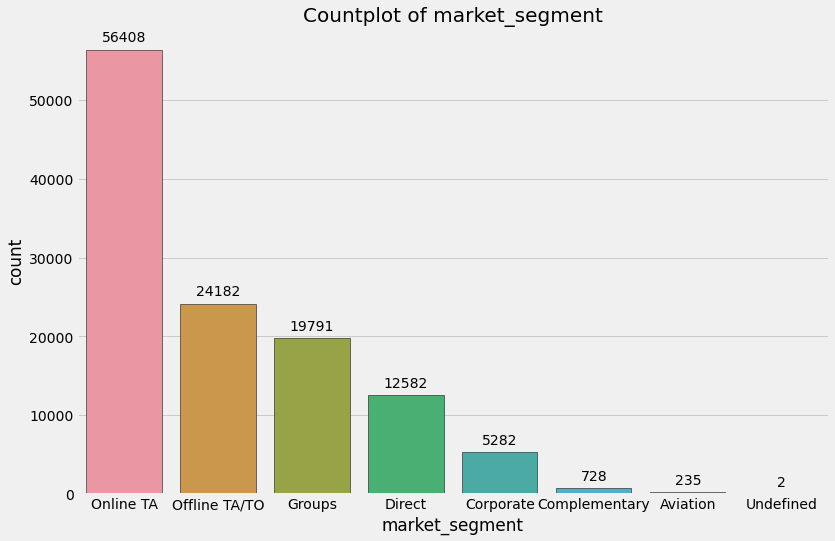 Countplot of market_segment
56408
24182
19791
12582
5282
728
235
2
50000
40000
30000
20000
10000
0
count
Online TA
Offline TA/TO
Groups
Direct
Corporate
Complementary
Aviation
Undefined
market_segment